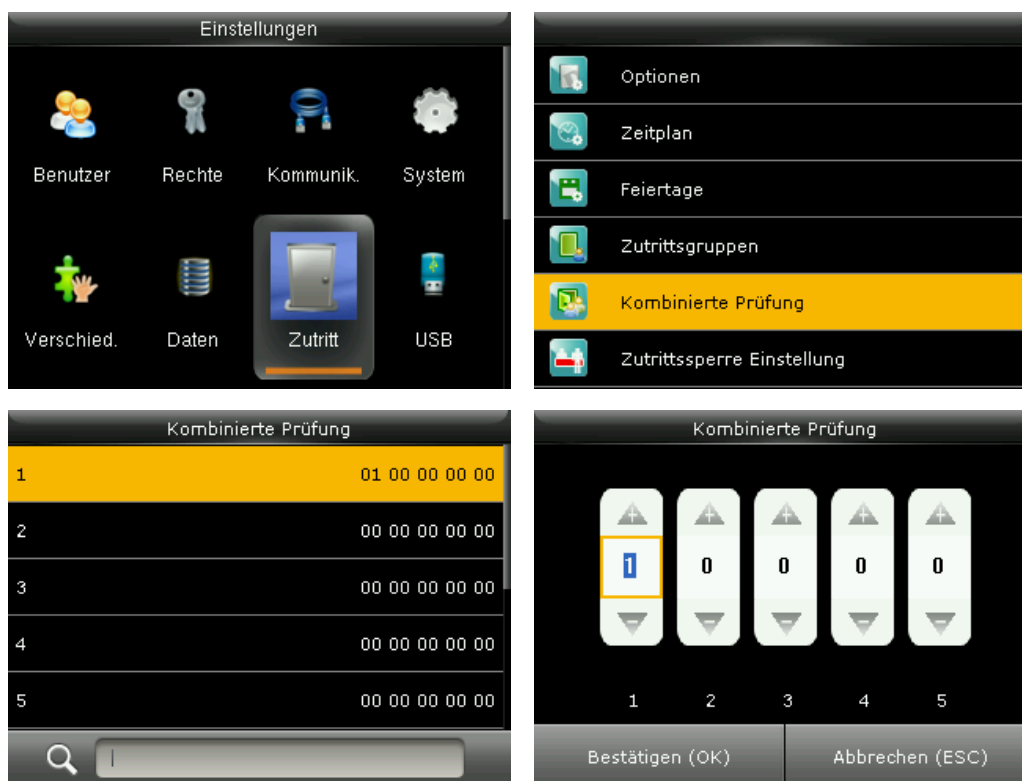 Einstellungen
Benutzer Rechte Kommunik. System
Verschied. Daten Zutritt USB
Optionen
Zeitplan
Feiertage
Zutrittsgruppen
Kombinierte Prüfung
Zutrittssperre Einstellung
Kombinierte Prüfung
1 01 00 00 00 00
2 00 00 00 00 00
3 00 00 00 00 00
4 00 00 00 00 00
5 00 00 00 00 00
Kombinierte Prüfung
1 0 0 0 0
1 2 3 4 5
Bestätigen (OK) Abbrechen (ESC)